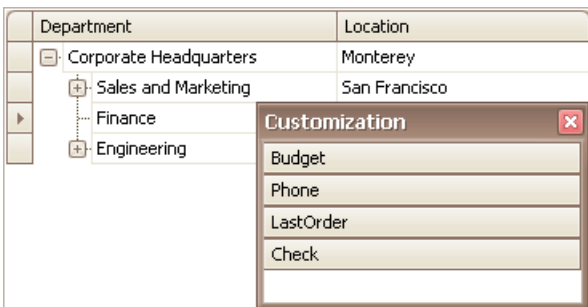 Department Location
Corporate Headquarters Monterey
Sales and Marketing San Francisco
Finance
Engineering
Customization
Budget
Phone
LastOrder
Check